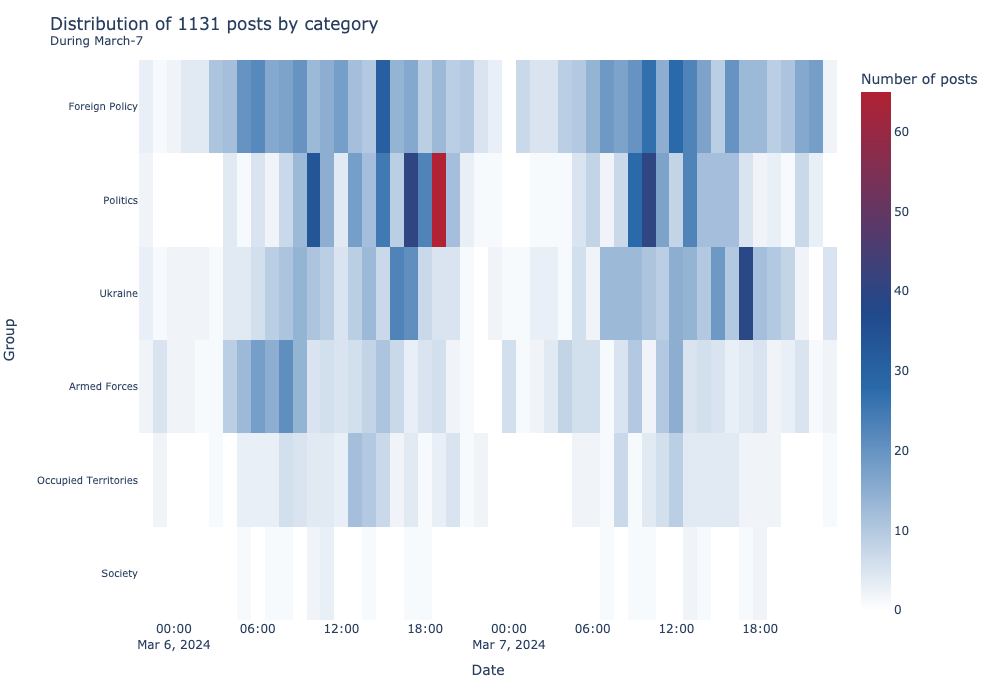 Distribution of 1131 posts by category
During March-7
Number of posts
Foreign Policy
Politics
Ukraine
Armed Forces
Occupied Territories
Society
Group
60
50
40
30
20
10
0
00:00 06:00 12:00 18:00 00:00 06:00 12:00 18:00
Mar 6, 2024 Mar 7, 2024
Date